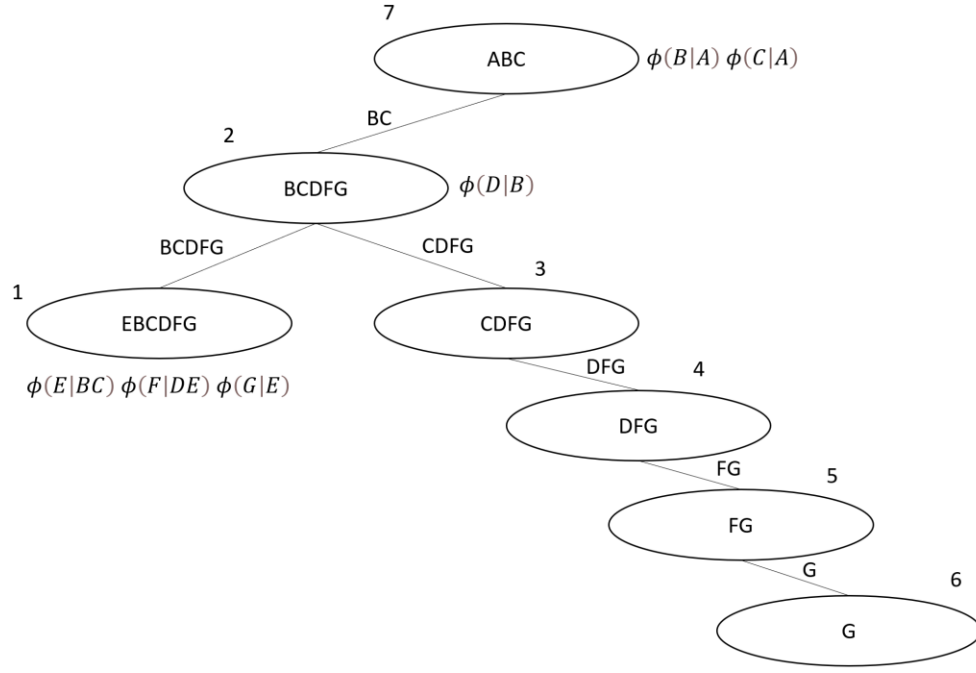 7
ABC
ϕ(B|A) ϕ(C|A)
BC
2
BCDFG
ϕ(D|B)
BCDFG
CDFG
3
1
EBCDFG
CDFG
ϕ(E|BC) ϕ(F|DE) ϕ(G|E)
DFG
4
DFG
FG
5
FG
G
6
G